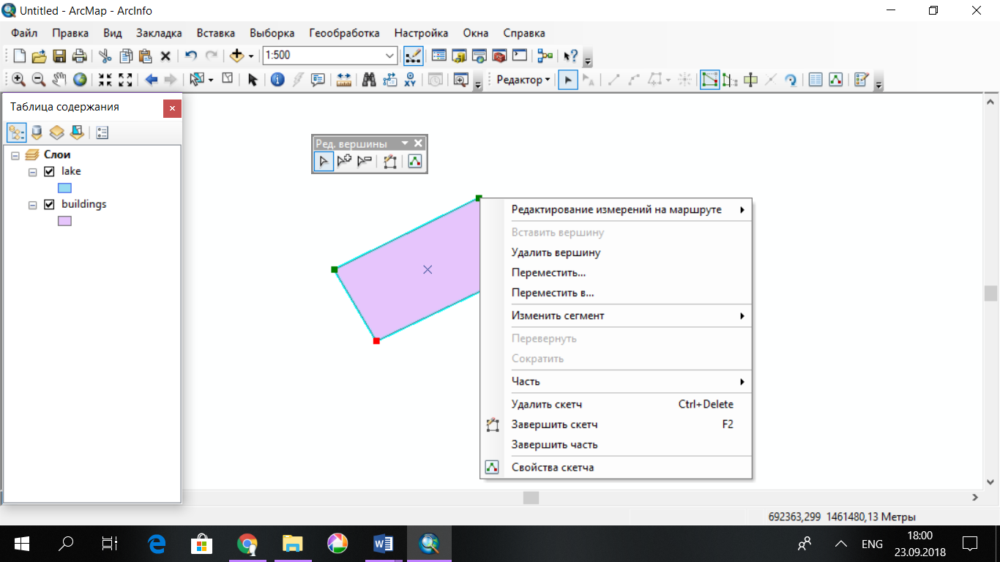 Untitled - ArcMap - ArcInfo
Файл Правка Вид Закладка Вставка Выборка Геообработка Настройка Окна Справка
1:500
XY Редактор
Таблица содержания
Слои
lake
buildings
Ред. вершины
Редактирование измерений на маршруте
Вставить вершину
Удалить вершину
Переместить...
Переместить в...
Изменить сегмент
Перевернуть
Сократить
Часть
Удалить скетч Ctrl+Delete
Завершить скетч F2
Завершить часть
Свойства скетча
692363,299 1461480,13 Метры
ENG
18:00
23.09.2018